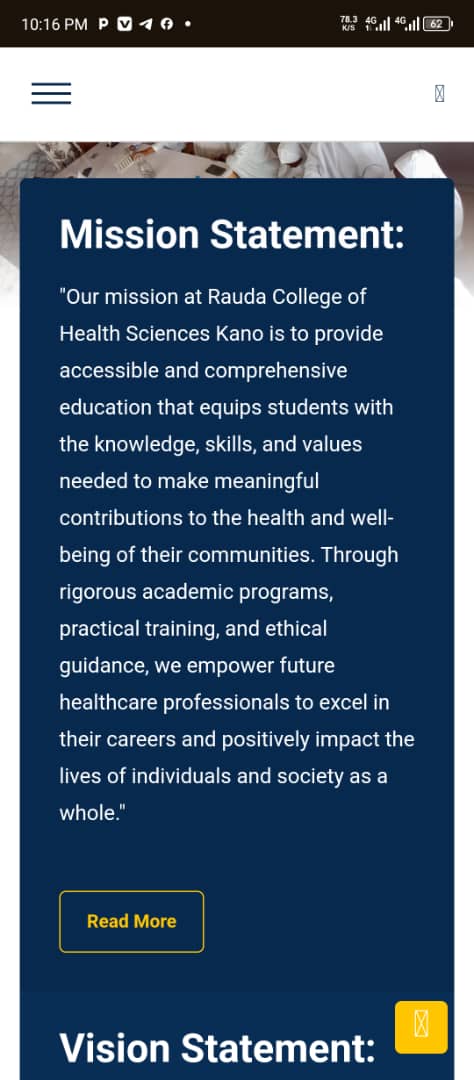 10:16 PM
78.3 K/S 4G 4G 62
Mission Statement:
"Our mission at Rauda College of
Health Sciences Kano is to provide
accessible and comprehensive
education that equips students with
the knowledge, skills, and values
needed to make meaningful
contributions to the health and well-
being of their communities. Through
rigorous academic programs,
practical training, and ethical
guidance, we empower future
healthcare professionals to excel in
their careers and positively impact the
lives of individuals and society as a
whole."
Read More
Vision Statement: